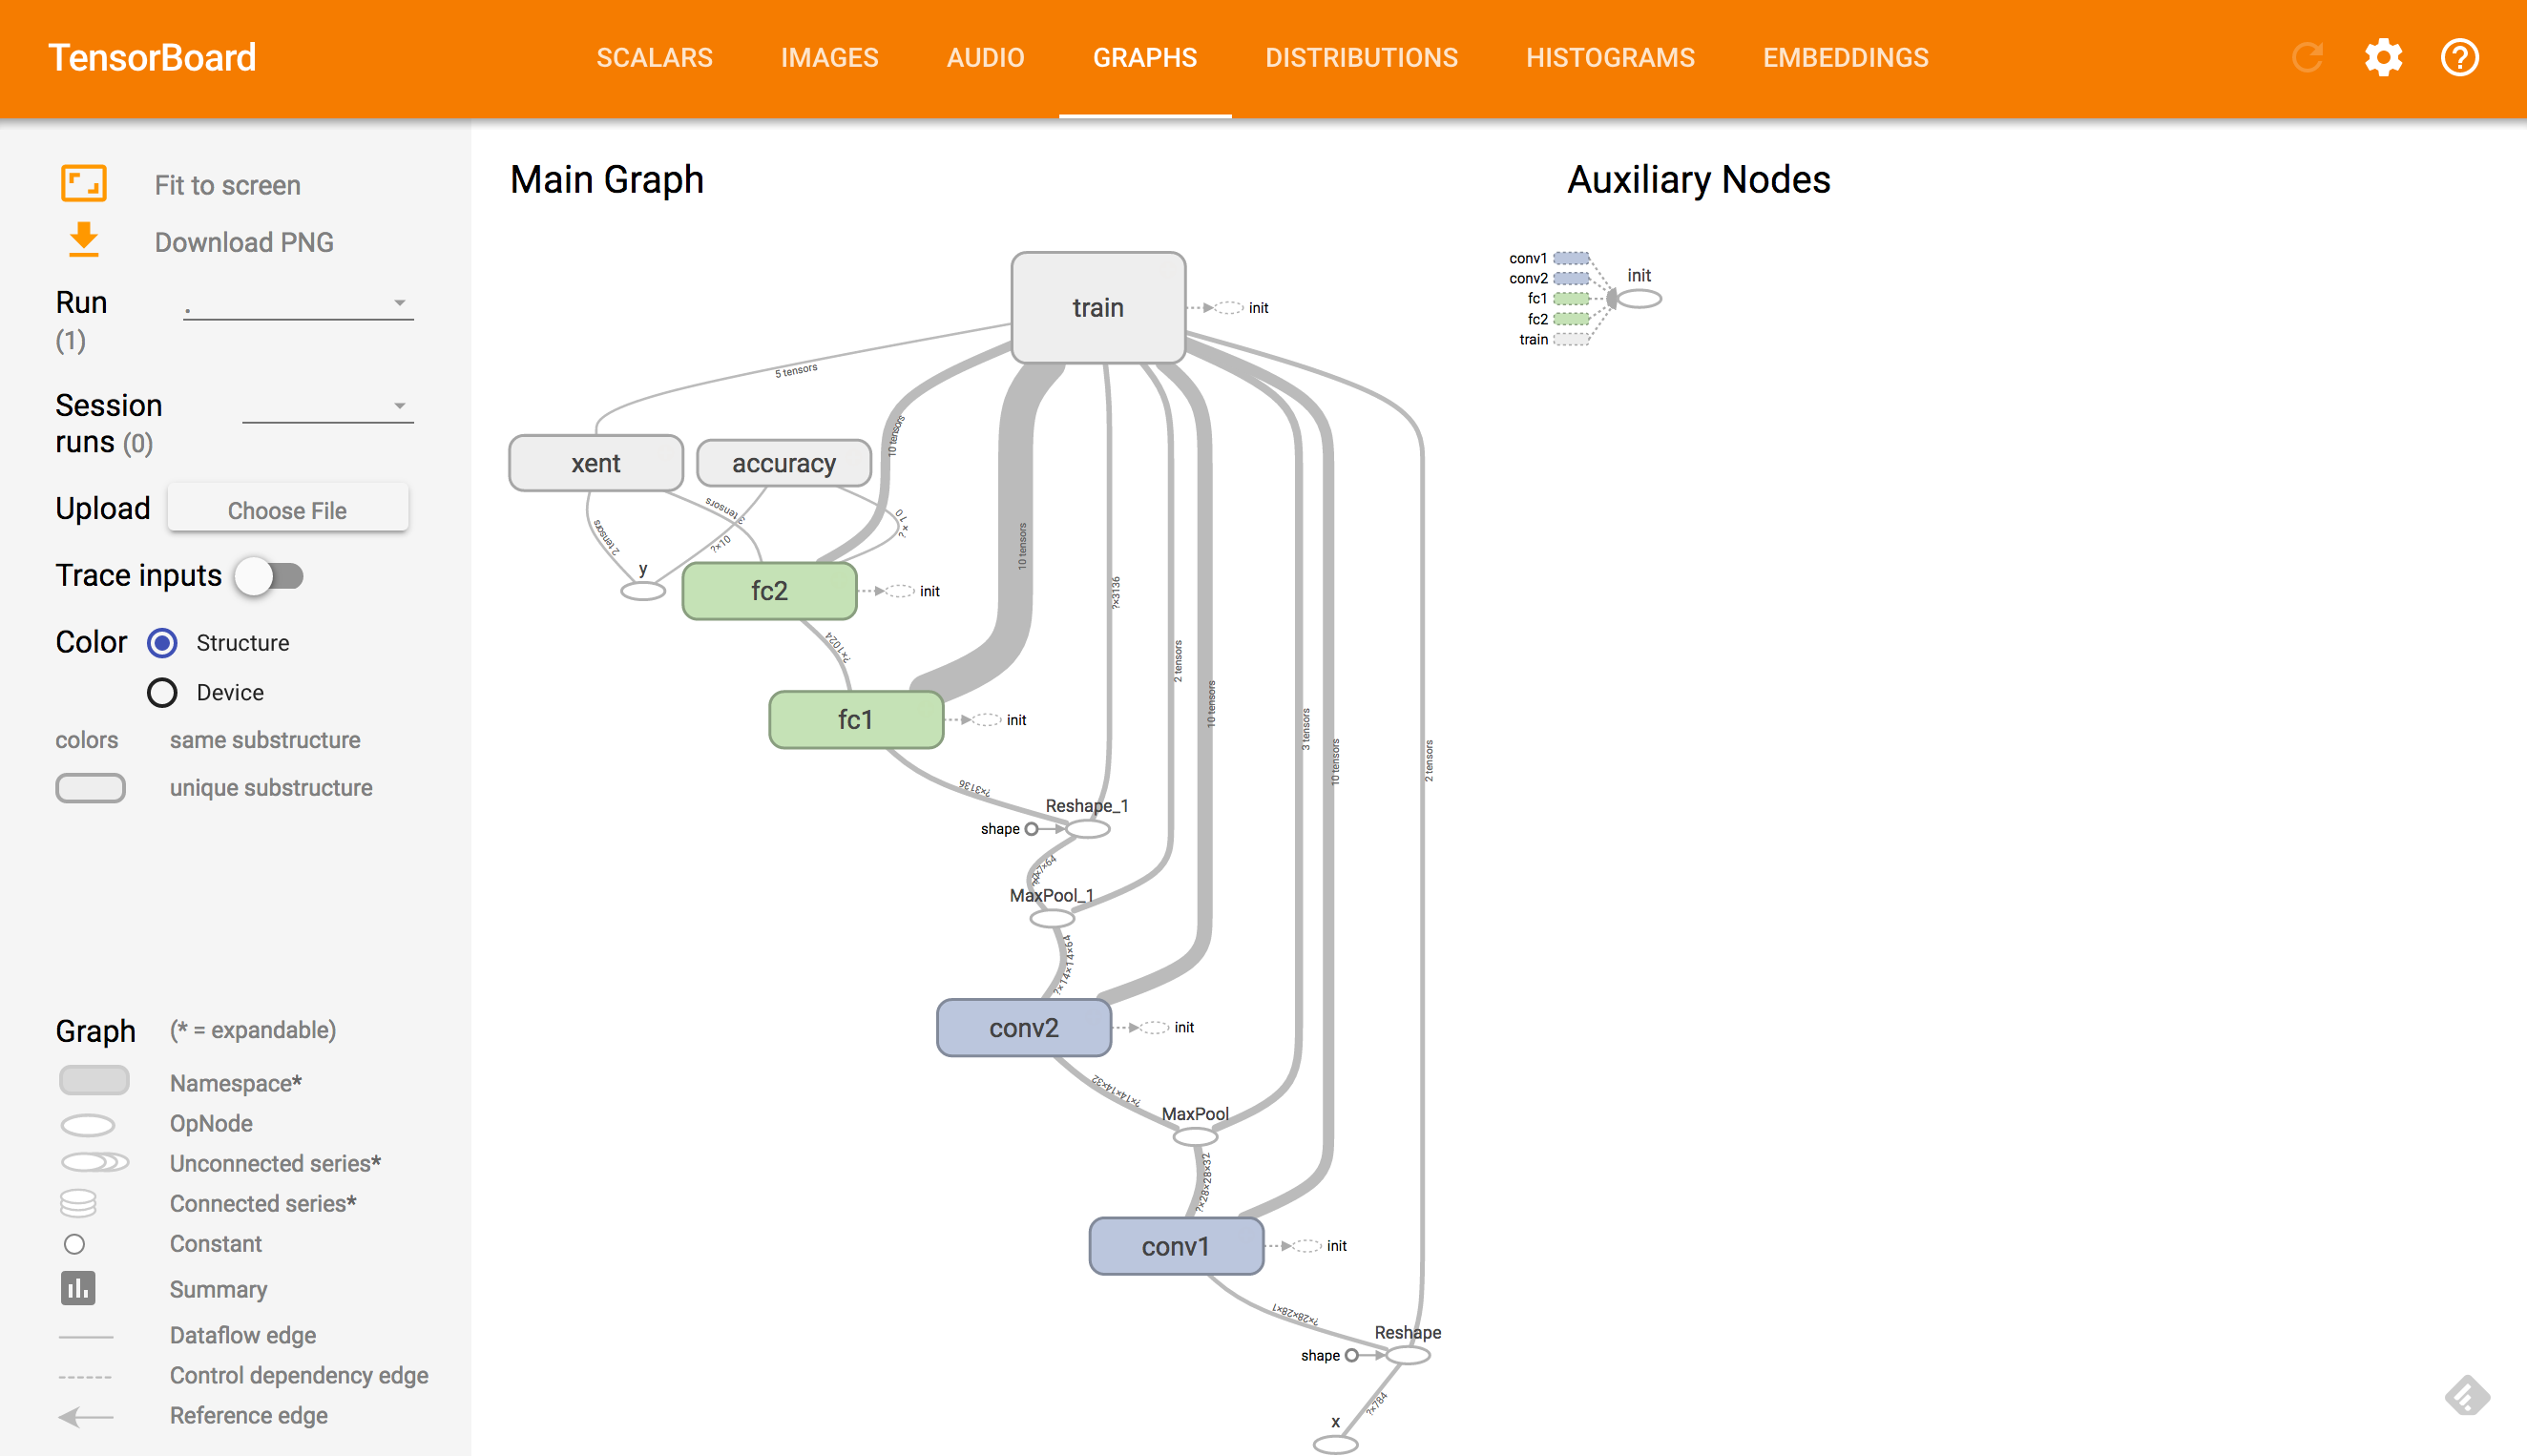 TensorBoard
SCALARS
IMAGES
AUDIO
GRAPHS
DISTRIBUTIONS
HISTOGRAMS
EMBEDDINGS
Fit to screen
Download PNG
Run
(1)
.
Session
runs (0)
Upload
Choose File
Trace inputs
Color
Structure
Device
colors
same substructure
unique substructure
Graph
(* = expandable)
Namespace*
OpNode
Unconnected series*
Connected series*
Constant
Summary
Dataflow edge
Control dependency edge
Reference edge
Main Graph
train
init
5 tensors
10 tensors
xent
accuracy
3 tensors
?×10
2 tensors
?×10
10 tensors
y
fc2
init
?×3136
?×1024
2 tensors
10 tensors
fc1
init
3 tensors
10 tensors
2 tensors
?×3136
Reshape_1
shape
?×7×7×64
MaxPool_1
?×14×14×64
conv2
init
?×14×14×32
MaxPool
?×28×28×32
conv1
init
?×28×28×1
Reshape
shape
?×784
x
Auxiliary Nodes
conv1
conv2
fc1
fc2
train
init